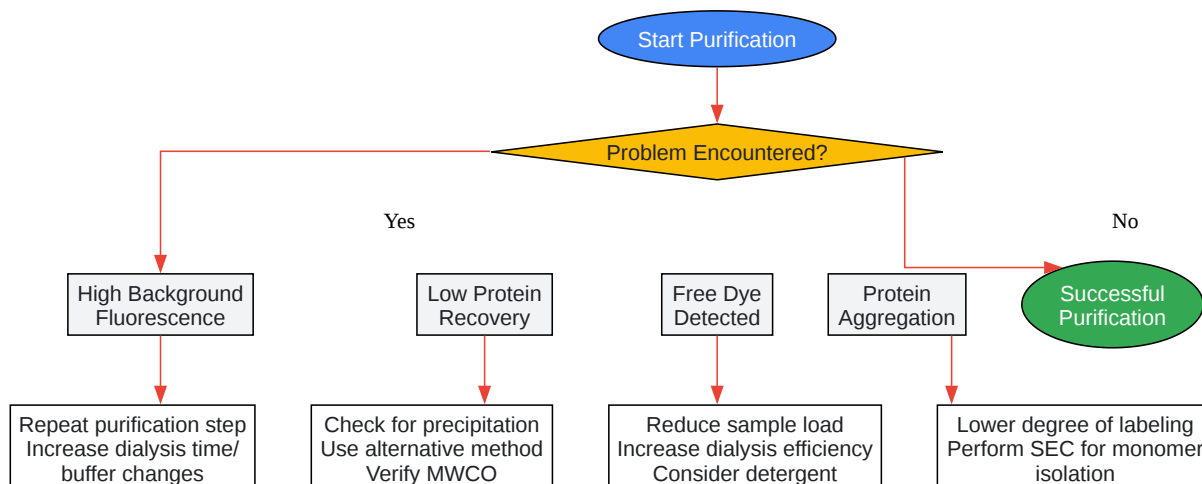 Start Purification
Problem Encountered?
Yes
No
High Background
Fluorescence
Low Protein
Recovery
Free Dye
Detected
Protein
Aggregation
Successful
Purification
Repeat purification step
Increase dialysis time/
buffer changes
Check for precipitation
Use alternative method
Verify MWCO
Reduce sample load
Increase dialysis efficiency
Consider detergent
Lower degree of labeling
Perform SEC for monomer
isolation